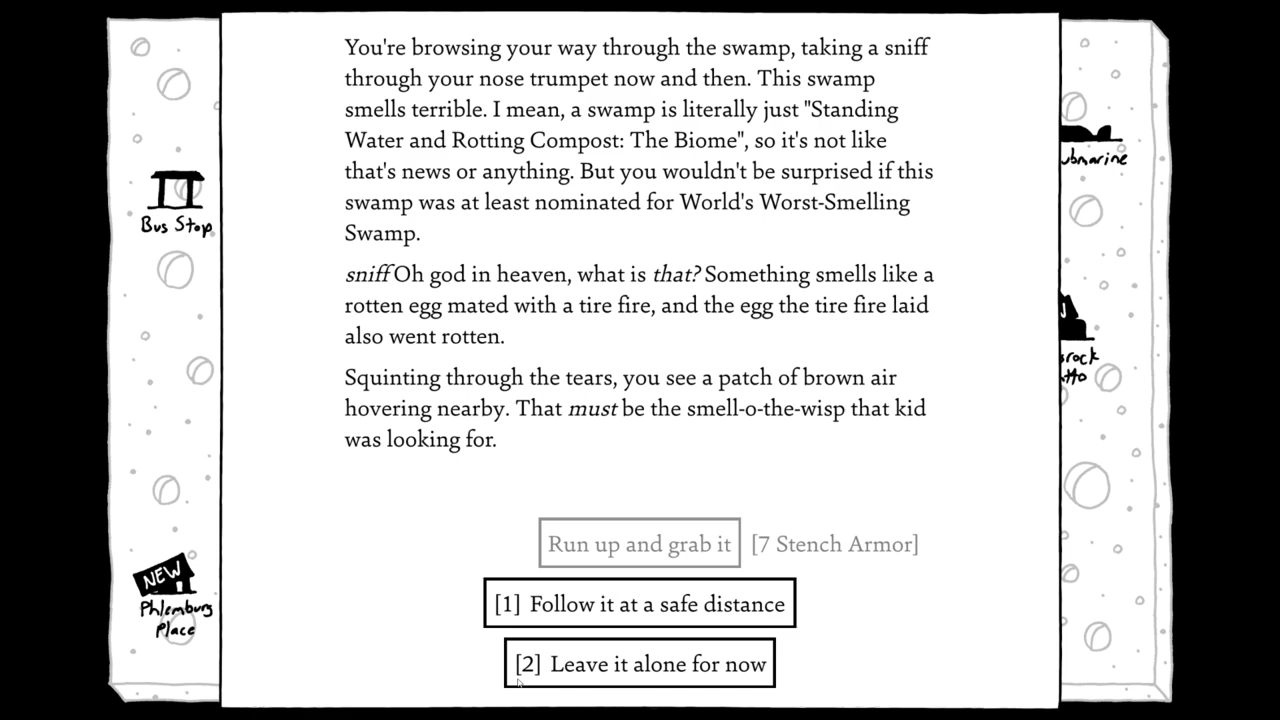 You're browsing your way through the swamp, taking a sniff
through your nose trumpet now and then. This swamp
smells terrible. I mean, a swamp is literally just "Standing
Water and Rotting Compost: The Biome", so it's not like
that's news or anything. But you wouldn't be surprised if this
swamp was at least nominated for World's Worst-Smelling
Swamp.
sniff Oh god in heaven, what is that? Something smells like a
rotten egg mated with a tire fire, and the egg the tire fire laid
also went rotten.
Squinting through the tears, you see a patch of brown air
hovering nearby. That must be the smell-o-the-wisp that kid
was looking for.
Run up and grab it [7 Stench Armor]
[1] Follow it at a safe distance
[2] Leave it alone for now
Bus Stop
NEW
Phlemburg
Place
ubmarine
srock